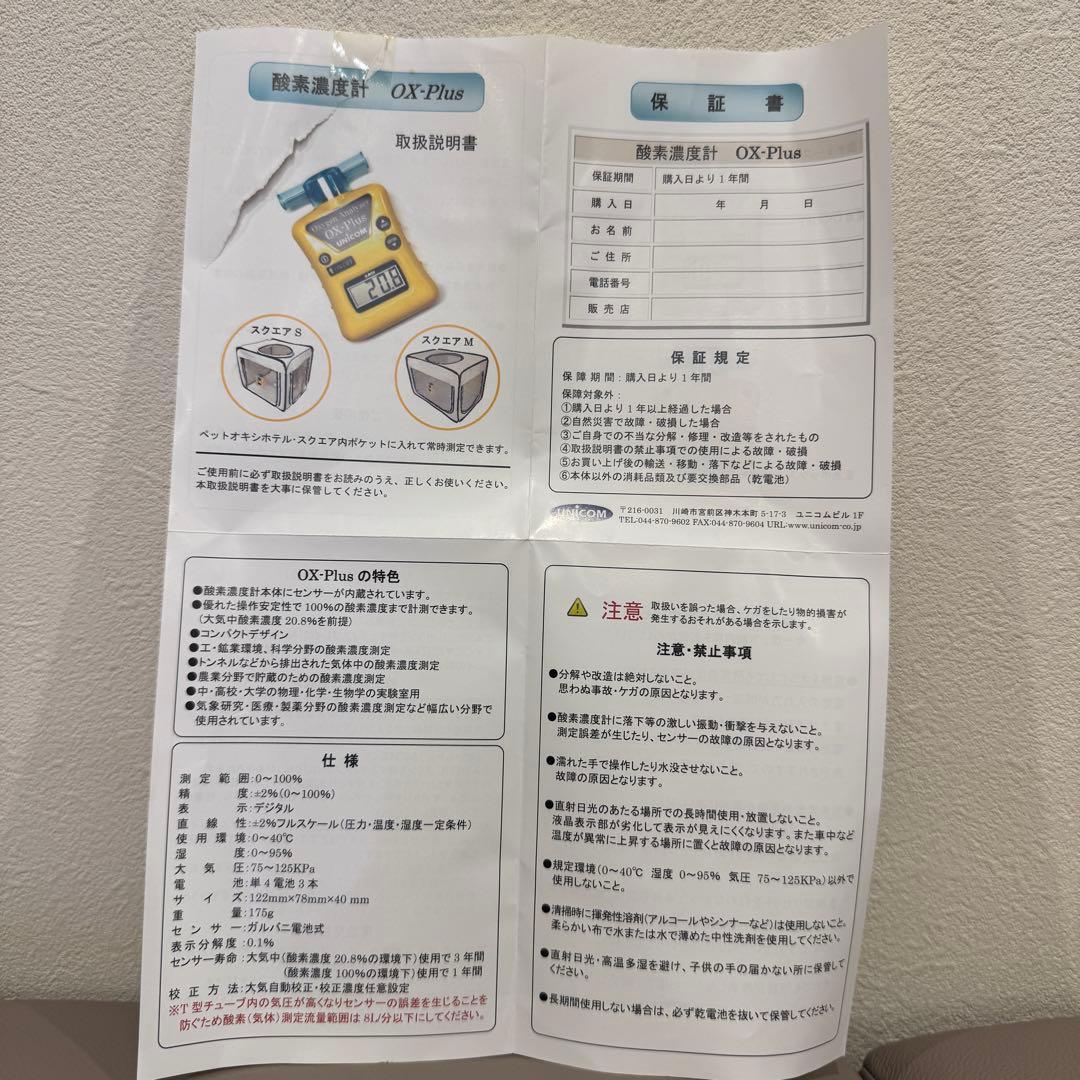 酸素濃度計 OX-Plus
取扱説明書
Oxygen Analyser
OX-Plus
UNICOM
20.8
スクエア S
スクエア M
ペットオキシホテル・スクエア内ポケットに入れて常時測定できます。
ご使用前に必ず取扱説明書をお読みのうえ、正しくお使いください。
本取扱説明書を大事に保管してください。
保証書
酸素濃度計 OX-Plus
保証期間 購入日より1年間
購入日 年 月 日
お名前
ご住所
電話番号
販売店
保証規定
保障期間：購入日より1年間
保障対象外：
①購入日より1年以上経過した場合
②自然災害で故障・破損した場合
③ご自身での不当な分解・修理・改造等をされたもの
④取扱説明書の禁止事項での使用による故障・破損
⑤お買い上げ後の輸送・移動・落下などによる故障・破損
⑥本体以外の消耗品類及び要交換部品（乾電池）
UNICOM 〒216-0031 川崎市宮前区神木本町 5-17-3 ユニコムビル 1F
TEL:044-870-9602 FAX:044-870-9604 URL:www.unicom-co.jp
OX-Plus の特色
●酸素濃度計本体にセンサーが内蔵されています。
●優れた操作安定性で 100%の酸素濃度まで計測できます。
（大気中酸素濃度 20.8%を前提）
●コンパクトデザイン
●工・鉱業環境、科学分野の酸素濃度測定
●トンネルなどから排出された気体中の酸素濃度測定
●農業分野で貯蔵のための酸素濃度測定
●中・高校・大学の物理・化学・生物学の実験室用
●気象研究・医療・製薬分野の酸素濃度測定など幅広い分野で
使用されています。
仕様
測定範囲:0～100%
精度:±2%(0～100%)
表示:デジタル
直線性:±2%フルスケール（圧力・温度・湿度一定条件）
使用環境:0～40℃
湿度:0～95%
大気圧:75～125KPa
電池:単4電池3本
サイズ:122mm×78mm×40 mm
重量:175g
センサー:ガルバニ電池式
表示分解度:0.1%
センサー寿命:大気中（酸素濃度 20.8%の環境下）使用で 3 年間
（酸素濃度 100%の環境下）使用で 1 年間
校正方法:大気自動校正・校正濃度任意設定
※T 型チューブ内の気圧が高くなりセンサーの誤差を生じることを
防ぐため酸素（気体）測定流量範囲は 8L/分以下にしてください。
注意 取扱いを誤った場合、ケガをしたり物的損害が
発生するおそれがある場合を示します。
注意・禁止事項
●分解や改造は絶対しないこと。
思わぬ事故・ケガの原因となります。
●酸素濃度計に落下等の激しい振動・衝撃を与えないこと。
測定誤差が生じたり、センサーの故障の原因となります。
●濡れた手で操作したり水没させないこと。
故障の原因となります。
●直射日光のあたる場所での長時間使用・放置しないこと。
液晶表示部が劣化して表示が見えにくくなります。また車中など
温度が異常に上昇する場所に置くと故障の原因となります。
●規定環境（0～40℃ 湿度 0～95% 気圧 75～125KPa）以外で
使用しないこと。
●清掃時に揮発性溶剤（アルコールやシンナーなど）は使用しないこと。
柔らかい布で水または水で薄めた中性洗剤を使用してください。
●直射日光・高温多湿を避け、子供の手の届かない所に保管して
ください。
●長期間使用しない場合は、必ず乾電池を抜いて保管してください。